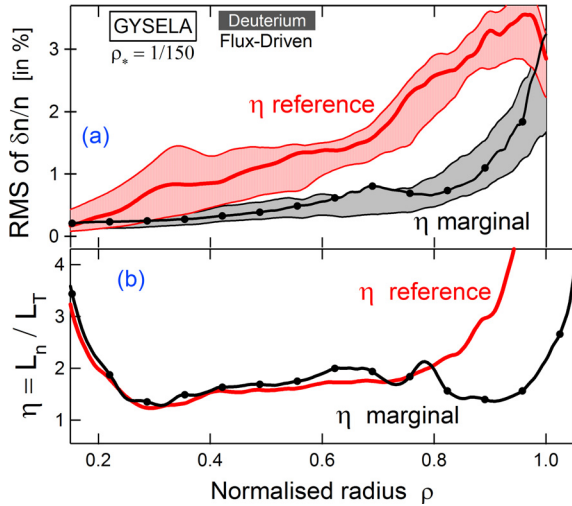 GYSELA
Deuterium
ρ* = 1/150
Flux-Driven
RMS of δn/n [in %]
3
2
1
0
η reference
(a)
η marginal
η = Ln / LT
4
3
2
1
(b)
η reference
η marginal
0.2 0.4 0.6 0.8 1.0
Normalised radius ρ